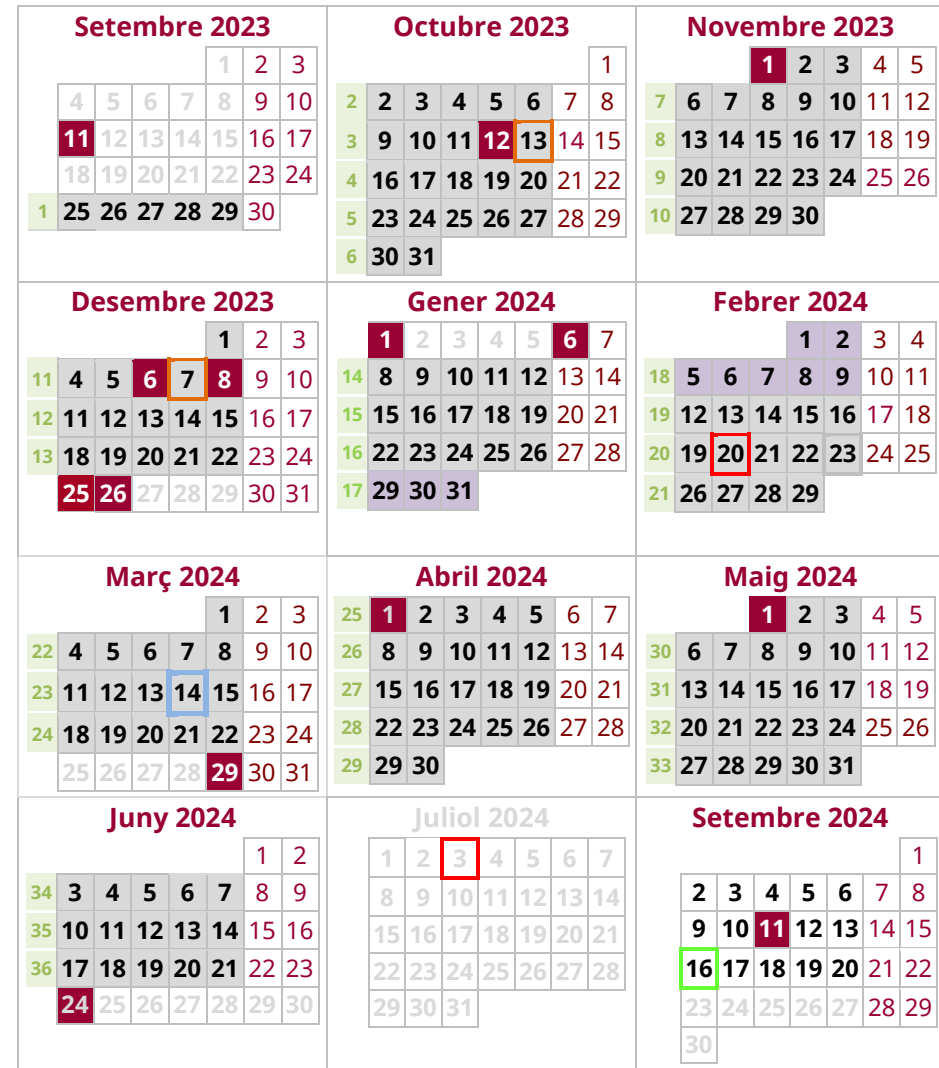 Setembre 2023
1 2 3
4 5 6 7 8 9 10
11 12 13 14 15 16 17
18 19 20 21 22 23 24
1 25 26 27 28 29 30
Octubre 2023
1
2 2 3 4 5 6 7 8
3 9 10 11 12 13 14 15
4 16 17 18 19 20 21 22
5 23 24 25 26 27 28 29
6 30 31
Novembre 2023
1 2 3 4 5
7 6 7 8 9 10 11 12
8 13 14 15 16 17 18 19
9 20 21 22 23 24 25 26
10 27 28 29 30
Desembre 2023
1 2 3
11 4 5 6 7 8 9 10
12 11 12 13 14 15 16 17
13 18 19 20 21 22 23 24
25 26 27 28 29 30 31
Gener 2024
1 2 3 4 5 6 7
14 8 9 10 11 12 13 14
15 15 16 17 18 19 20 21
16 22 23 24 25 26 27 28
17 29 30 31
Febrer 2024
1 2 3 4
18 5 6 7 8 9 10 11
19 12 13 14 15 16 17 18
20 19 20 21 22 23 24 25
21 26 27 28 29
Març 2024
1 2 3
22 4 5 6 7 8 9 10
23 11 12 13 14 15 16 17
24 18 19 20 21 22 23 24
25 26 27 28 29 30 31
Abril 2024
25 1 2 3 4 5 6 7
26 8 9 10 11 12 13 14
27 15 16 17 18 19 20 21
28 22 23 24 25 26 27 28
29 29 30
Maig 2024
1 2 3 4 5
30 6 7 8 9 10 11 12
31 13 14 15 16 17 18 19
32 20 21 22 23 24 25 26
33 27 28 29 30 31
Juny 2024
1 2
34 3 4 5 6 7 8 9
35 10 11 12 13 14 15 16
36 17 18 19 20 21 22 23
24 25 26 27 28 29 30
Juliol 2024
1 2 3 4 5 6 7
8 9 10 11 12 13 14
15 16 17 18 19 20 21
22 23 24 25 26 27 28
29 30 31
Setembre 2024
1
2 3 4 5 6 7 8
9 10 11 12 13 14 15
16 17 18 19 20 21 22
23 24 25 26 27 28 29
30